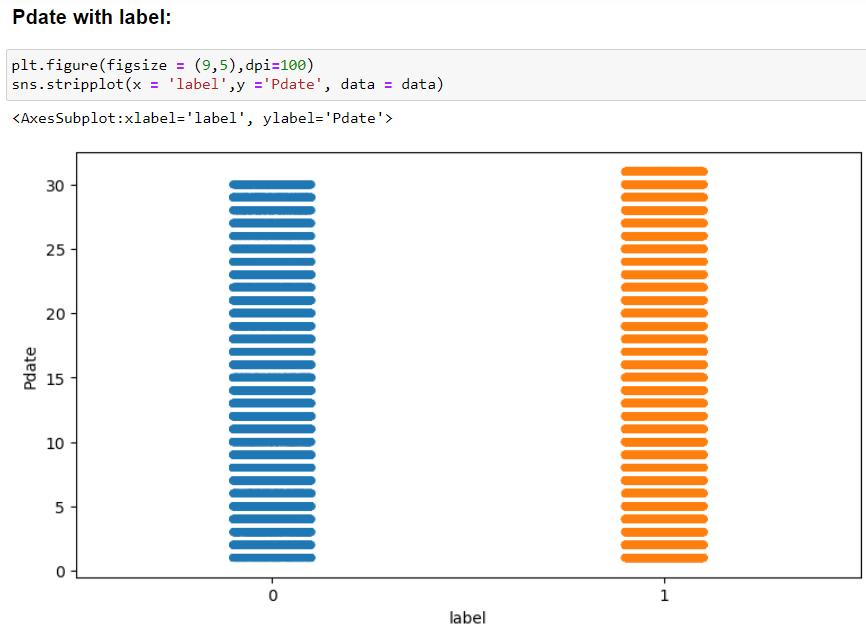 Pdate with label:
plt.figure(figsize = (9,5),dpi=100)
sns.stripplot(x = 'label',y ='Pdate', data = data)
<AxesSubplot:xlabel='label', ylabel='Pdate'>
30
25
20
15
10
5
0
Pdate
0 1
label